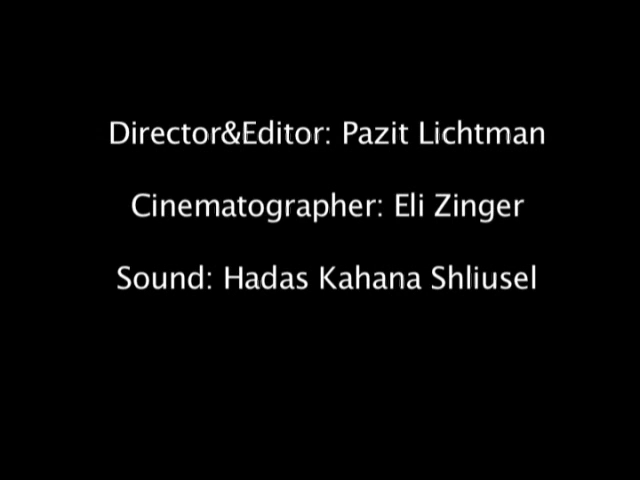 Director&Editor: Pazit Lichtman
Cinematographer: Eli Zinger
Sound: Hadas Kahana Shliusel